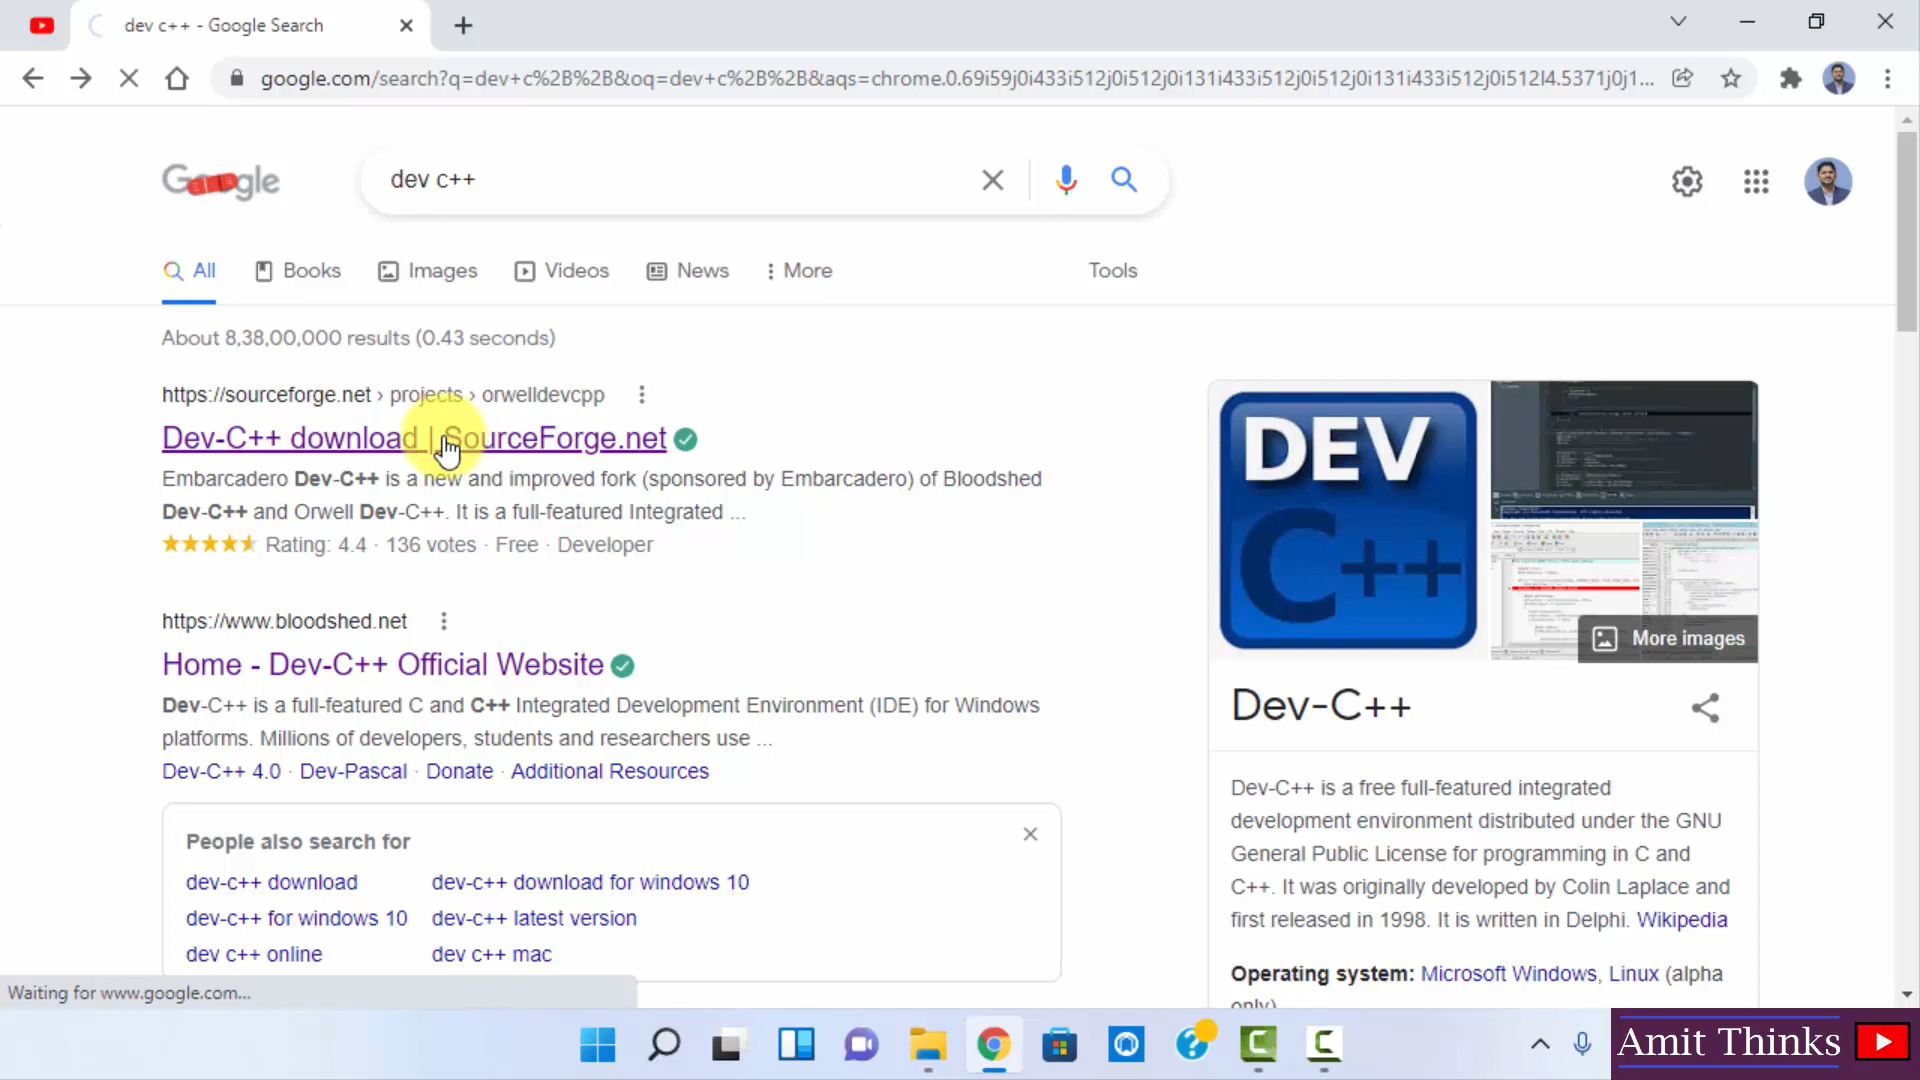 dev c++ - Google Search
google.com/search?q=dev+c%2B%2B&oq=dev+c%2B%2B&aqs=chrome.0.69i59j0i433i512j0i512j0i131i433i512j0i512j0i131i433i512j0i512l4.5371j0j1...
Google
dev c++
All
Books
Images
Videos
News
More
Tools
About 8,38,00,000 results (0.43 seconds)
https://sourceforge.net › projects › orwelldevcpp
Dev-C++ download | SourceForge.net
Embarcadero Dev-C++ is a new and improved fork (sponsored by Embarcadero) of Bloodshed
Dev-C++ and Orwell Dev-C++. It is a full-featured Integrated ...
Rating: 4.4 · 136 votes · Free · Developer
https://www.bloodshed.net
Home - Dev-C++ Official Website
Dev-C++ is a full-featured C and C++ Integrated Development Environment (IDE) for Windows
platforms. Millions of developers, students and researchers use ...
Dev-C++ 4.0 · Dev-Pascal · Donate · Additional Resources
People also search for
dev-c++ download
dev-c++ download for windows 10
dev-c++ for windows 10
dev-c++ latest version
dev c++ online
dev c++ mac
DEV
C++
More images
Dev-C++
Dev-C++ is a free full-featured integrated
development environment distributed under the GNU
General Public License for programming in C and
C++. It was originally developed by Colin Laplace and
first released in 1998. It is written in Delphi. Wikipedia
Operating system: Microsoft Windows, Linux (alpha
only)
Waiting for www.google.com...
Amit Thinks